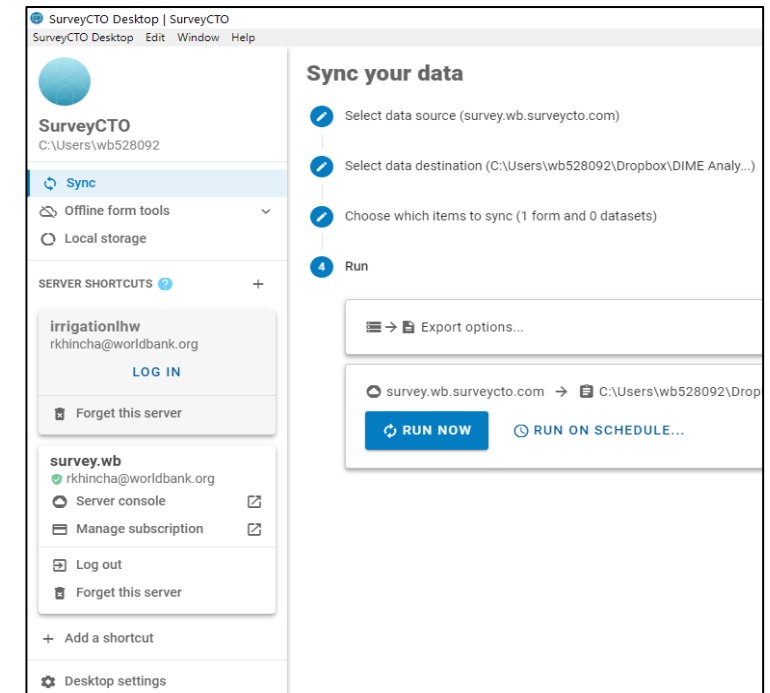 SurveyCTO Desktop | SurveyCTO
SurveyCTO Desktop Edit Window Help
SurveyCTO
C:\Users\wb528092
Sync
Offline form tools
Local storage
SERVER SHORTCUTS ? +
irrigationlhw
rkhincha@worldbank.org
LOG IN
Forget this server
survey.wb
rkhincha@worldbank.org
Server console
Manage subscription
Log out
Forget this server
+ Add a shortcut
Desktop settings
Sync your data
Select data source (survey.wb.surveycto.com)
Select data destination (C:\Users\wb528092\Dropbox\DIME Analy...)
Choose which items to sync (1 form and 0 datasets)
4 Run
→ Export options...
survey.wb.surveycto.com → C:\Users\wb528092\Drop
RUN NOW RUN ON SCHEDULE...